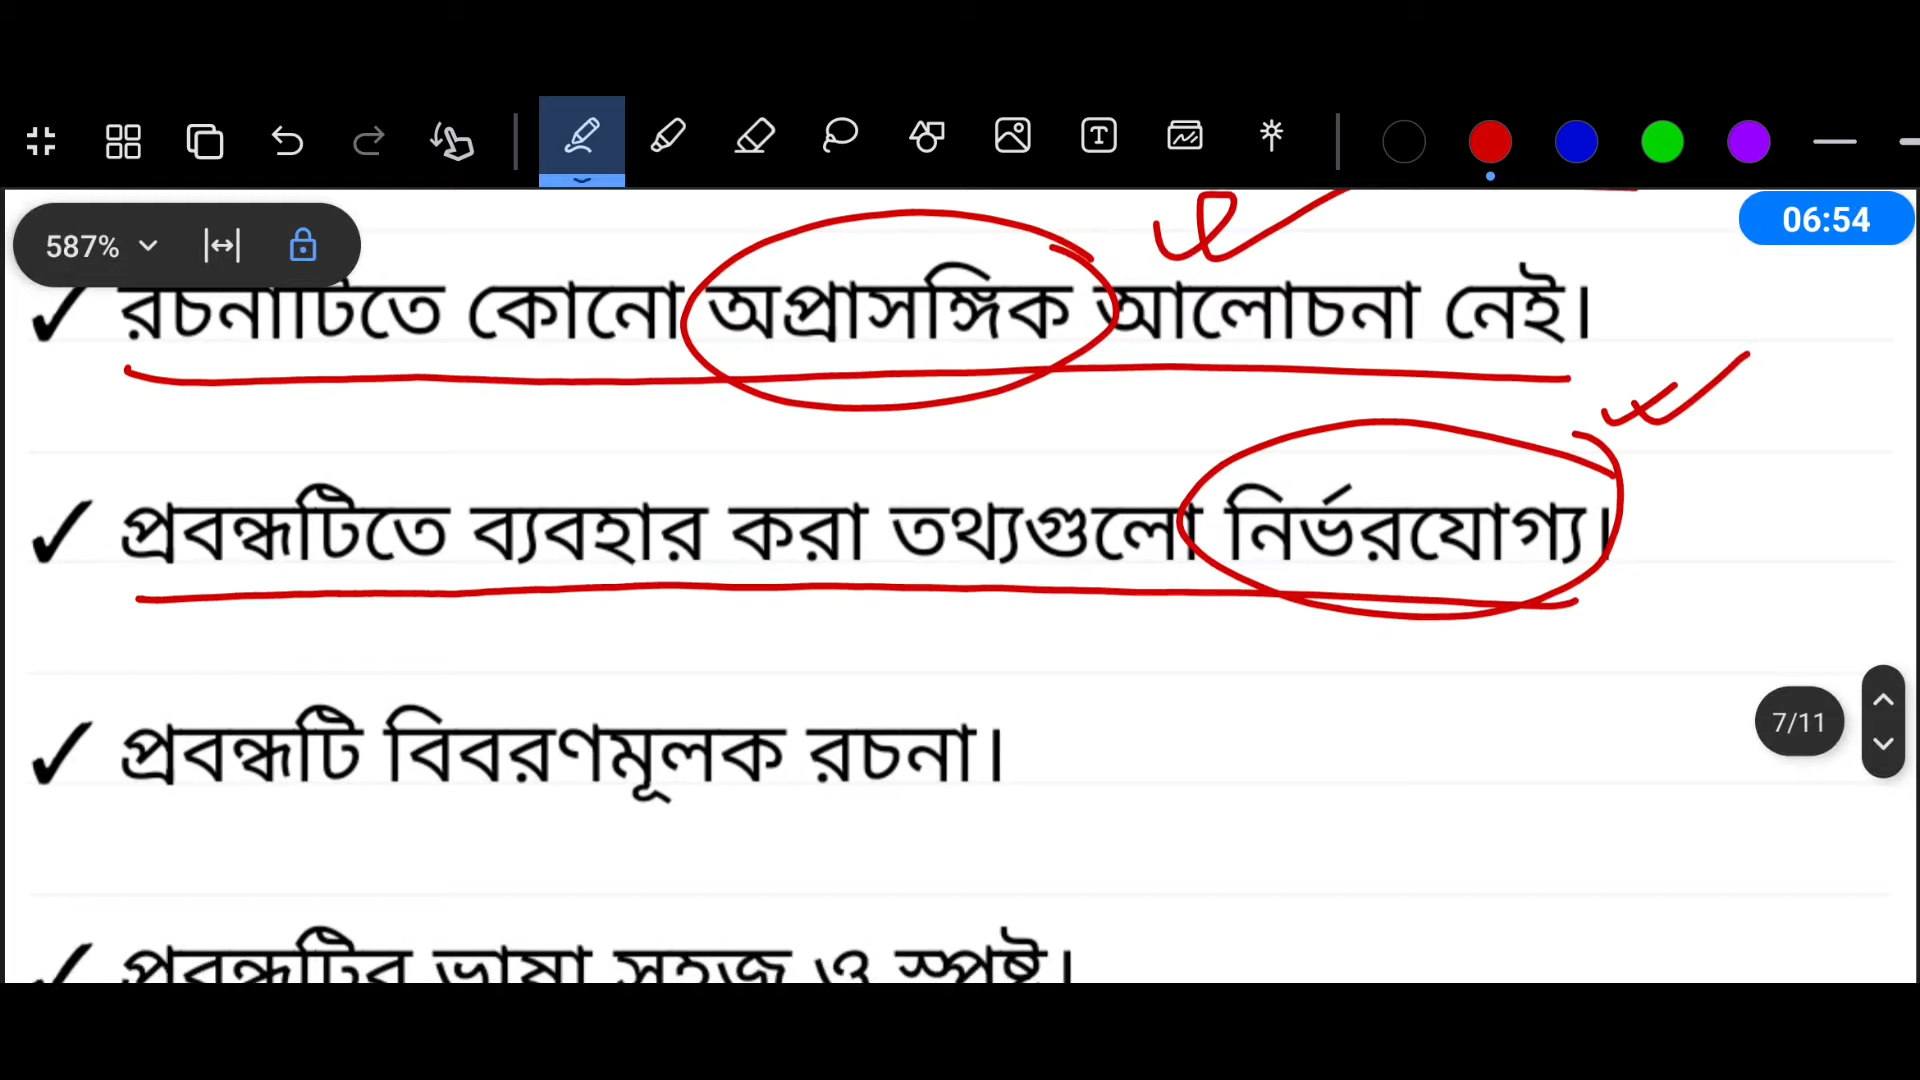 587%
06:54
✓ রচনাটিতে কোনো অপ্রাসঙ্গিক আলোচনা নেই।
✓ প্রবন্ধটিতে ব্যবহার করা তথ্যগুলো নির্ভরযোগ্য।
✓ প্রবন্ধটি বিবরণমূলক রচনা।
7/11
✓ প্রবন্ধটির ভাষা সহজ ও স্পষ্ট।